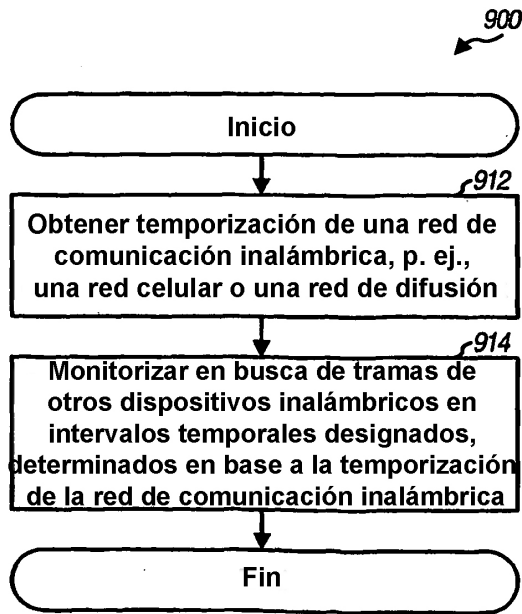 900
Inicio
912
Obtener temporización de una red de
comunicación inalámbrica, p. ej.,
una red celular o una red de difusión
914
Monitorizar en busca de tramas de
otros dispositivos inalámbricos en
intervalos temporales designados,
determinados en base a la temporización
de la red de comunicación inalámbrica
Fin